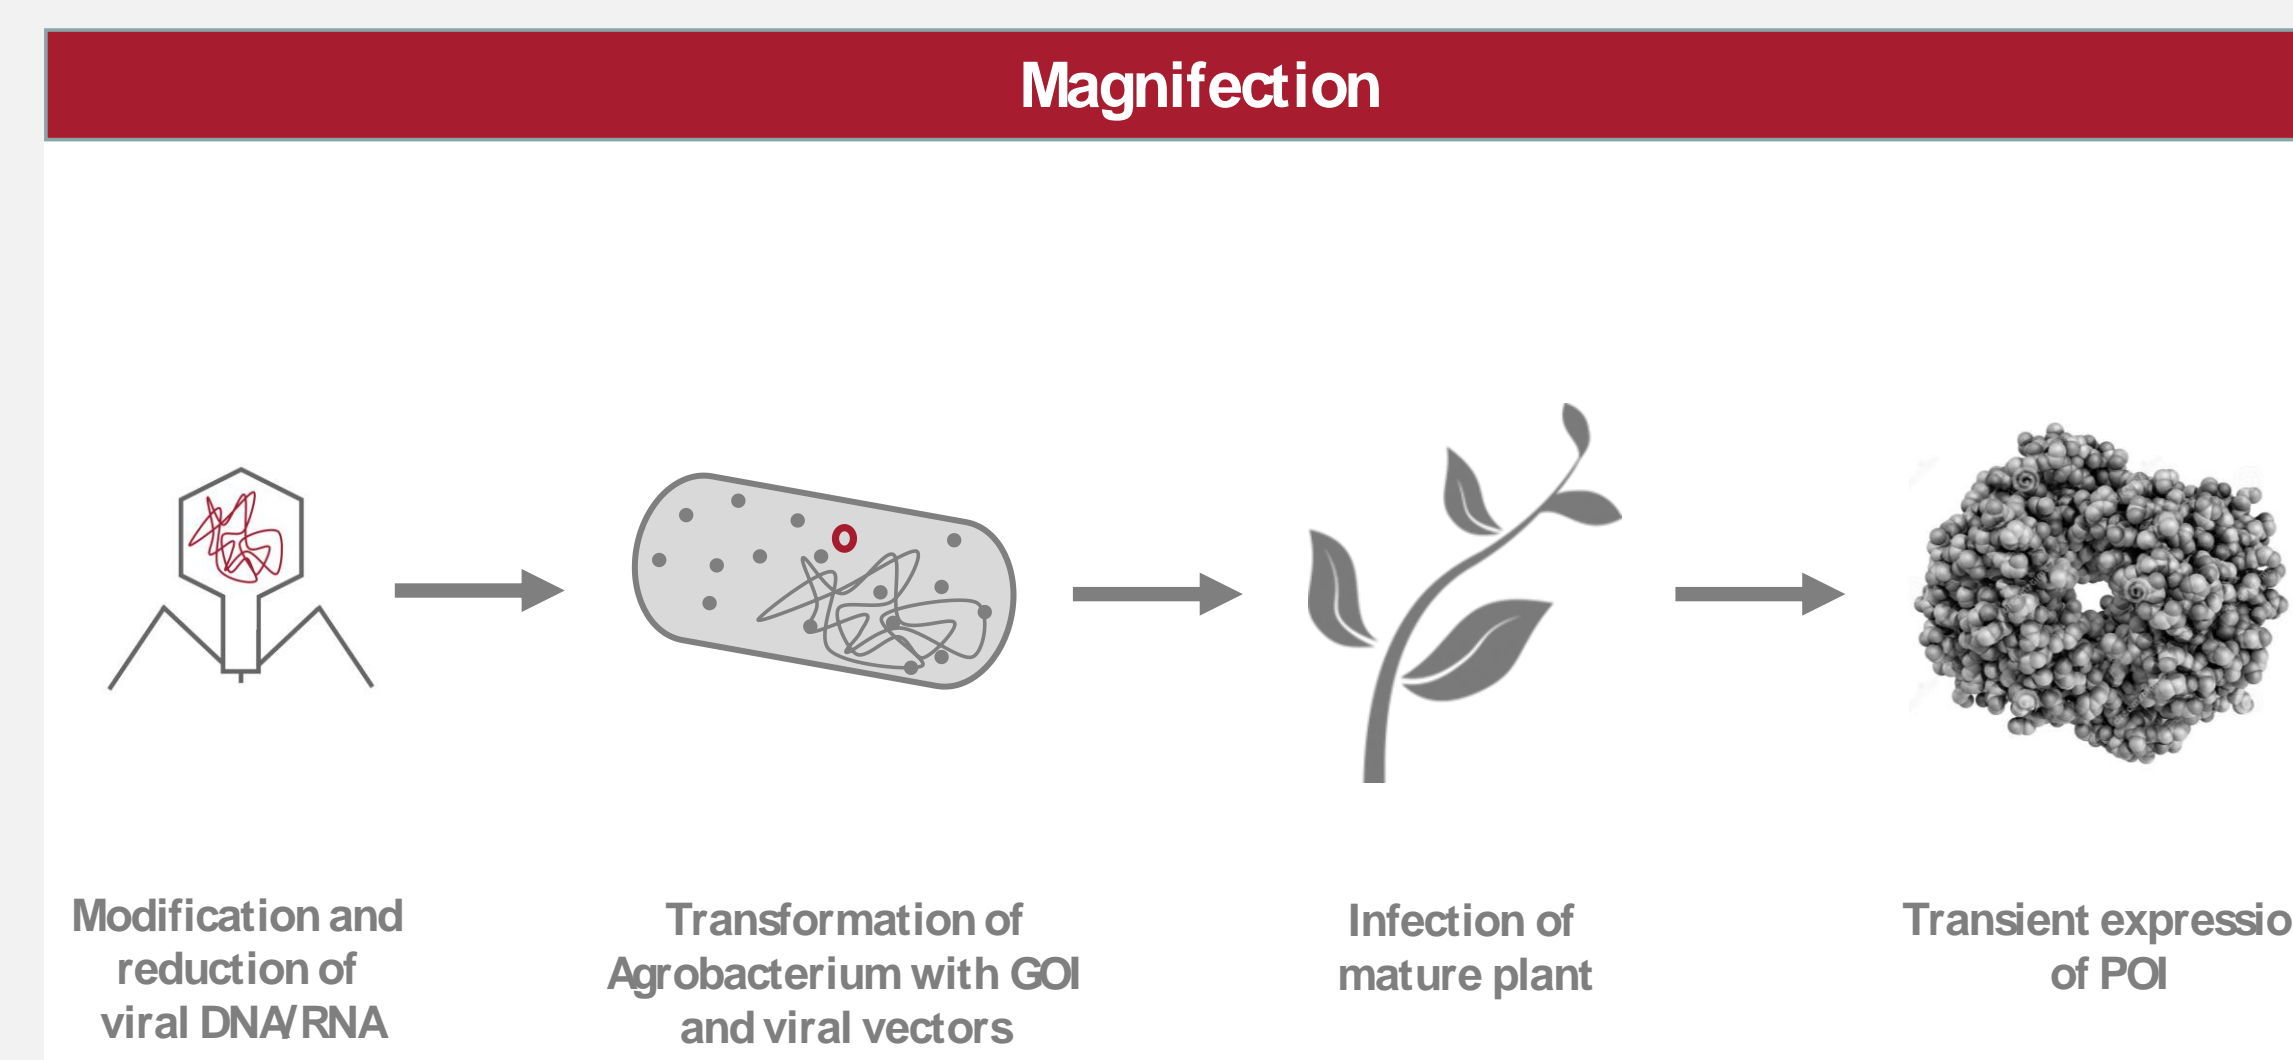 Magnifection
Modification and
reduction of
viral DNA/RNA
Transformation of
Agrobacterium with GOI
and viral vectors
Infection of
mature plant
Transient expressio
of POI